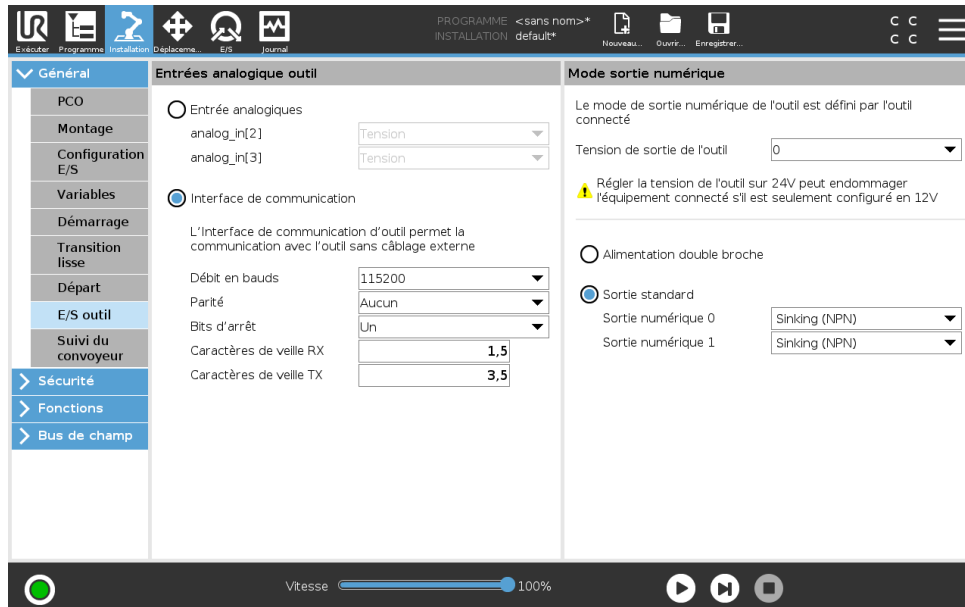 PROGRAMME <sans nom>*
INSTALLATION default*
UR
Exécuter
Programme
Installation
Déplaceme...
E/S
Journal
Nouveau...
Ouvrir...
Enregistrer...
C C
C C
Général
PCO
Montage
Configuration
E/S
Variables
Démarrage
Transition
lisse
Départ
E/S outil
Suivi du
convoyeur
Sécurité
Fonctions
Bus de champ
Entrées analogique outil
Entrée analogiques
analog_in[2] Tension
analog_in[3] Tension
Interface de communication
L'Interface de communication d'outil permet la
communication avec l'outil sans câblage externe
Débit en bauds 115200
Parité Aucun
Bits d'arrêt Un
Caractères de veille RX 1,5
Caractères de veille TX 3,5
Mode sortie numérique
Le mode de sortie numérique de l'outil est défini par l'outil
connecté
Tension de sortie de l'outil 0
Régler la tension de l'outil sur 24V peut endommager
l'équipement connecté s'il est seulement configuré en 12V
Alimentation double broche
Sortie standard
Sortie numérique 0 Sinking (NPN)
Sortie numérique 1 Sinking (NPN)
Vitesse 100%